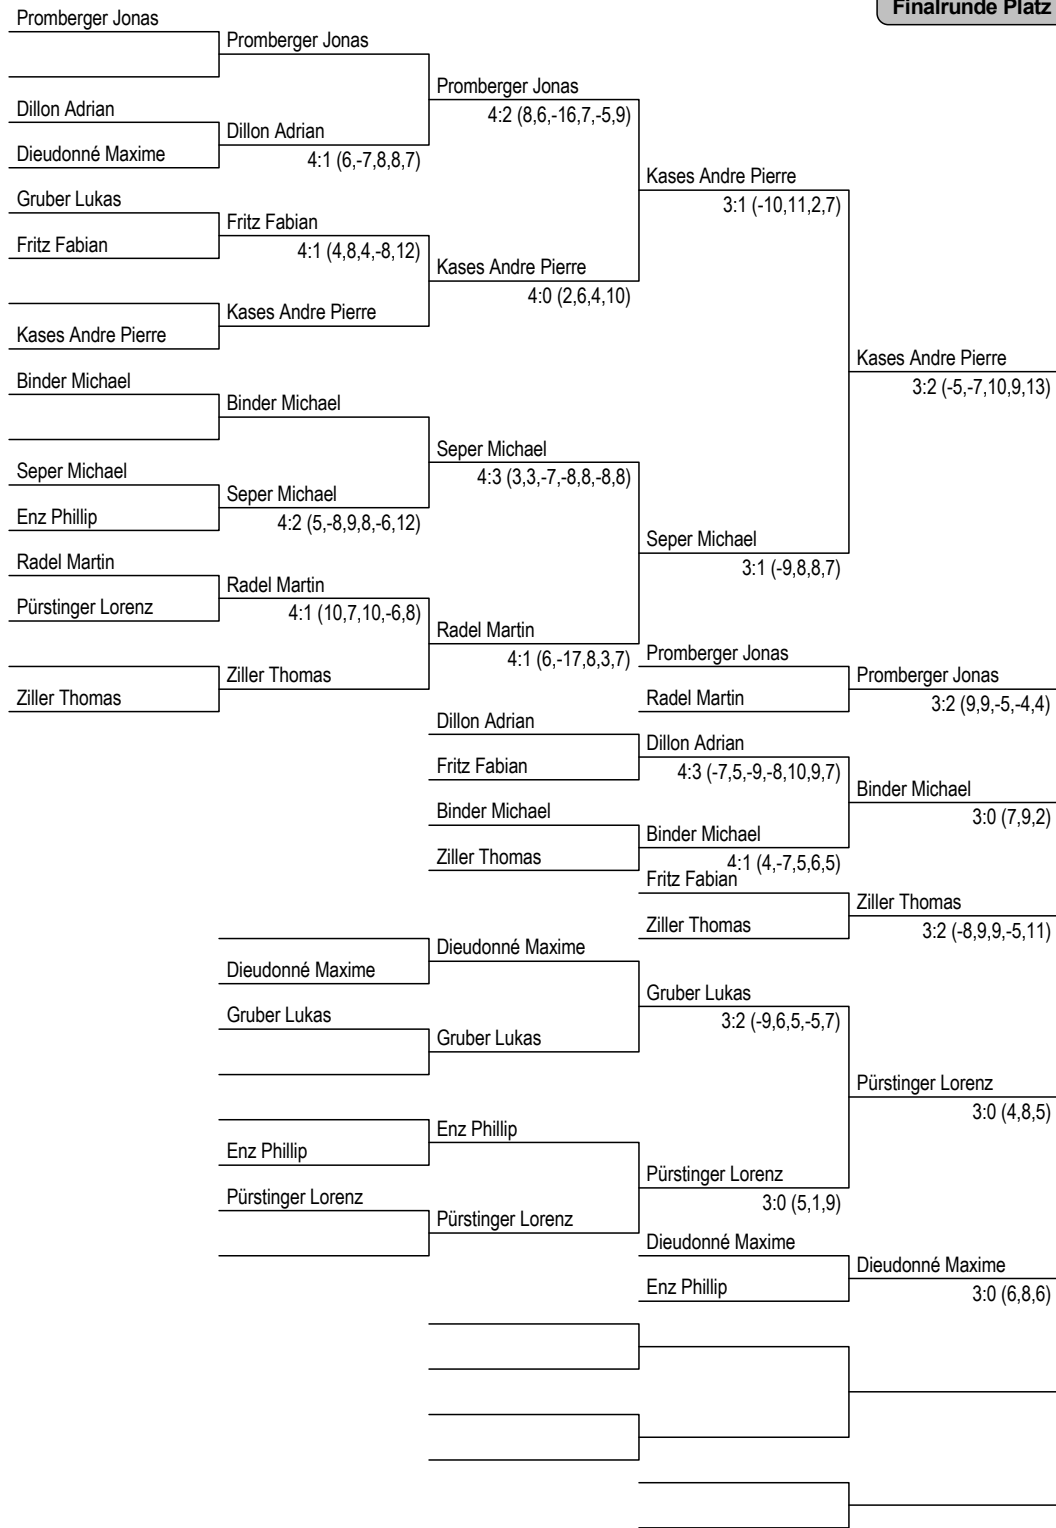 Finalrunde Platz
Promberger Jonas
Promberger Jonas
Promberger Jonas
4:2 (8,6,-16,7,-5,9)
Dillon Adrian
Dillon Adrian
4:1 (6,-7,8,8,7)
Dieudonné Maxime
Kases Andre Pierre
3:1 (-10,11,2,7)
Gruber Lukas
Fritz Fabian
4:1 (4,8,4,-8,12)
Fritz Fabian
Kases Andre Pierre
4:0 (2,6,4,10)
Kases Andre Pierre
Kases Andre Pierre
Kases Andre Pierre
3:2 (-5,-7,10,9,13)
Binder Michael
Binder Michael
Seper Michael
4:3 (3,3,-7,-8,8,-8,8)
Seper Michael
Seper Michael
4:2 (5,-8,9,8,-6,12)
Enz Phillip
Seper Michael
3:1 (-9,8,8,7)
Radel Martin
Radel Martin
4:1 (10,7,10,-6,8)
Pürstinger Lorenz
Radel Martin
4:1 (6,-17,8,3,7)
Ziller Thomas
Ziller Thomas
Promberger Jonas
Promberger Jonas
3:2 (9,9,-5,-4,4)
Radel Martin
Dillon Adrian
Dillon Adrian
4:3 (-7,5,-9,-8,10,9,7)
Fritz Fabian
Binder Michael
3:0 (7,9,2)
Binder Michael
Binder Michael
4:1 (4,-7,5,6,5)
Ziller Thomas
Fritz Fabian
Ziller Thomas
3:2 (-8,9,9,-5,11)
Ziller Thomas
Dieudonné Maxime
Dieudonné Maxime
Gruber Lukas
3:2 (-9,6,5,-5,7)
Gruber Lukas
Gruber Lukas
Pürstinger Lorenz
3:0 (4,8,5)
Enz Phillip
Enz Phillip
Pürstinger Lorenz
3:0 (5,1,9)
Pürstinger Lorenz
Pürstinger Lorenz
Dieudonné Maxime
Dieudonné Maxime
3:0 (6,8,6)
Enz Phillip